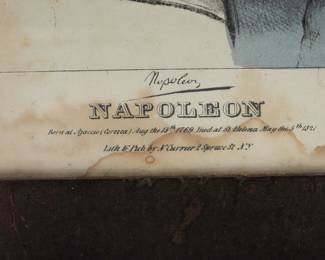 Napoleon
NAPOLEON
Born at Ajaccio (Corsica) Aug the 15th 1769 Died at St Helena May the 5th 1821
Lith & Pub by N. Currier 2 Spruce St N.Y